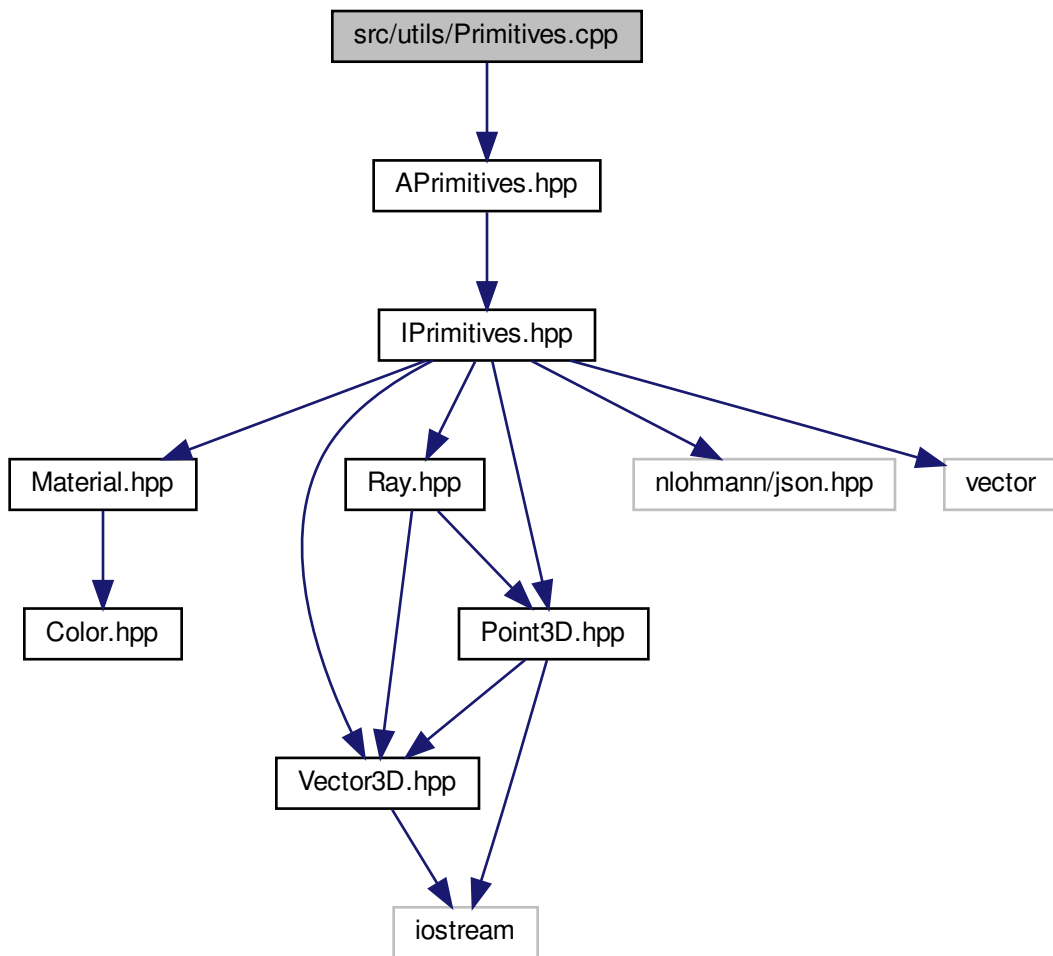 src/utils/Primitives.cpp
APrimitives.hpp
IPrimitives.hpp
Material.hpp
Ray.hpp
nlohmann/json.hpp
vector
Color.hpp
Point3D.hpp
Vector3D.hpp
iostream